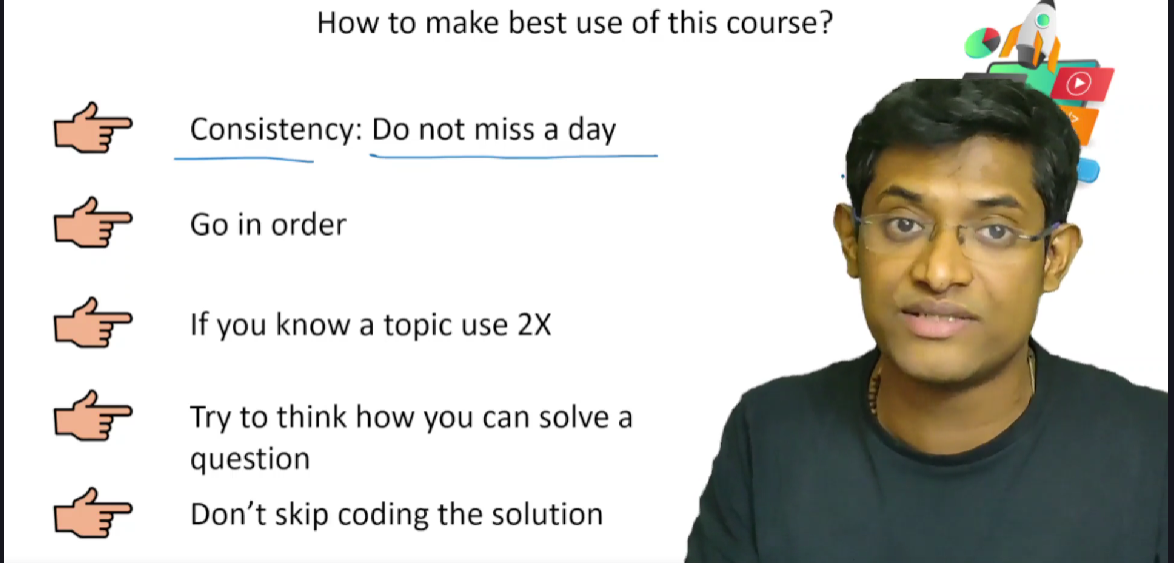 How to make best use of this course?
Consistency: Do not miss a day
Go in order
If you know a topic use 2X
Try to think how you can solve a
question
Don't skip coding the solution